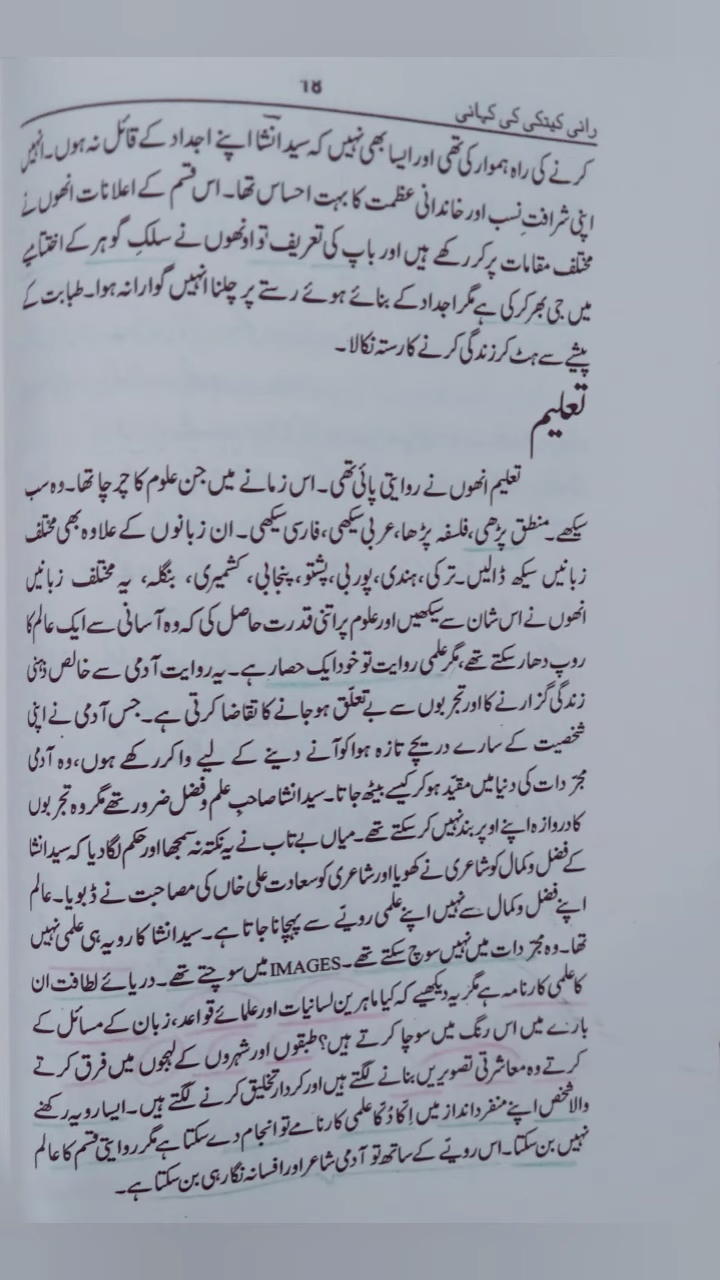 رانی کیتکی کی کہانی
۱۶
کرنے کی راہ ہموار کی تھی اور ایسا بھی نہیں کہ سید انشا اپنے اجداد کے قائل نہ ہوں۔ انہیں
اپنی شرافتِ نسب اور خاندانی عظمت کا بہت احساس تھا۔ اس قسم کے اعلانات انھوں نے
مختلف مقامات پر کر رکھے ہیں اور باپ کی تعریف تو اونھوں نے سلکِ گوہر کے اختتامیے
میں جی بھر کر کی ہے مگر اجداد کے بنائے ہوئے رستے پر چلنا انہیں گوارا نہ ہوا۔ طبابت کے
پیشے سے ہٹ کر زندگی کرنے کا رستہ نکالا۔
تعلیم
تعلیم انھوں نے روایتی پائی تھی۔ اس زمانے میں جن علوم کا چرچا تھا۔ وہ سب
سیکھے۔ منطق پڑھی، فلسفہ پڑھا، عربی سیکھی، فارسی سیکھی۔ ان زبانوں کے علاوہ بھی مختلف
زبانیں سیکھ ڈالیں۔ ترکی، ہندی، پوربی، پشتو، پنجابی، کشمیری، بنگلہ، یہ مختلف زبانیں
انھوں نے اس شان سے سیکھیں اور علوم پر اتنی قدرت حاصل کی کہ وہ آسانی سے ایک عالم کا
روپ دھار سکتے تھے، مگر علمی روایت تو خود ایک حصار ہے۔ یہ روایت آدمی سے خالص ذہنی
زندگی گزارنے کا اور تجربوں سے بے تعلّق ہو جانے کا تقاضا کرتی ہے۔ جس آدمی نے اپنی
شخصیت کے سارے دریچے تازہ ہوا کو آنے دینے کے لیے وا کر رکھے ہوں، وہ آدمی
مجرّدات کی دنیا میں مقیّد ہو کر کیسے بیٹھ جاتا۔ سید انشا صاحبِ علم و فضل ضرور تھے مگر وہ تجربوں
کا دروازہ اپنے اوپر بند نہیں کر سکتے تھے۔ میاں بے تاب نے یہ نکتہ نہ سمجھا اور حکم لگا دیا کہ سید انشا
کے فضل و کمال کو شاعری نے کھویا اور شاعری کو سعادت علی خاں کی مصاحبت نے ڈبویا۔ عالم
اپنے فضل و کمال سے نہیں اپنے علمی رویّے سے پہچانا جاتا ہے۔ سید انشا کا رویہ ہی علمی نہیں
تھا۔ وہ مجرّدات میں نہیں سوچ سکتے تھے۔ IMAGES میں سوچتے تھے۔ دریائے لطافت ان
کا علمی کارنامہ ہے مگر یہ دیکھیے کہ کیا ماہرینِ لسانیات اور علمائے قواعد، زبان کے مسائل کے
بارے میں اس رنگ میں سوچا کرتے ہیں؟ طبقوں اور شہروں کے لہجوں میں فرق کرتے
کرتے وہ معاشرتی تصویریں بنانے لگتے ہیں اور کردار تخلیق کرنے لگتے ہیں۔ ایسا رویہ رکھنے
والا شخص اپنے منفرد انداز میں اِکّا دُکّا علمی کارنامے تو انجام دے سکتا ہے مگر روایتی قسم کا عالم
نہیں بن سکتا۔ اس رویّے کے ساتھ تو آدمی شاعر اور افسانہ نگار ہی بن سکتا ہے۔